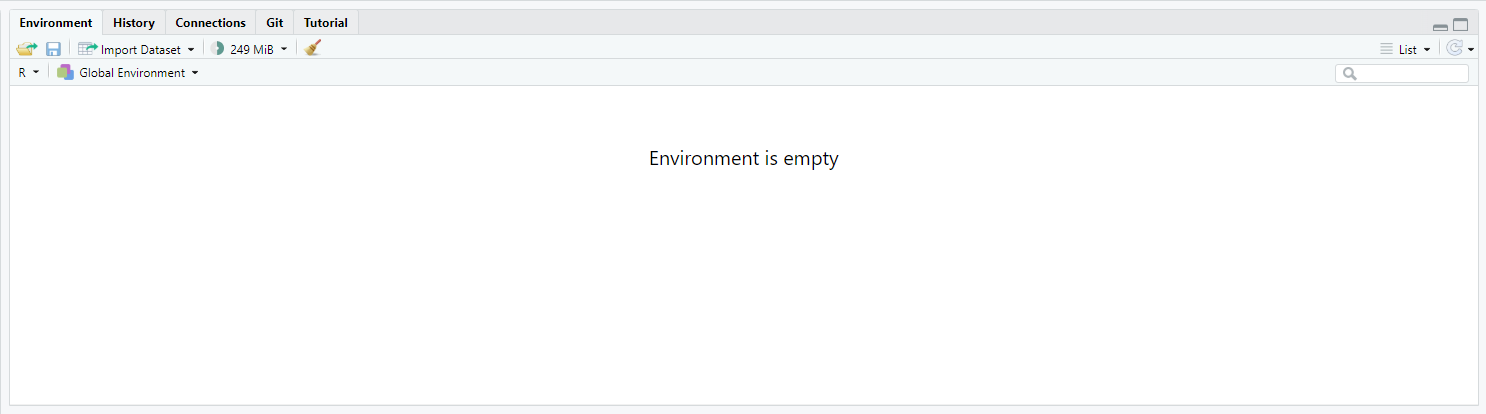 Environment History Connections Git Tutorial
Import Dataset 249 MiB List
R Global Environment
Environment is empty